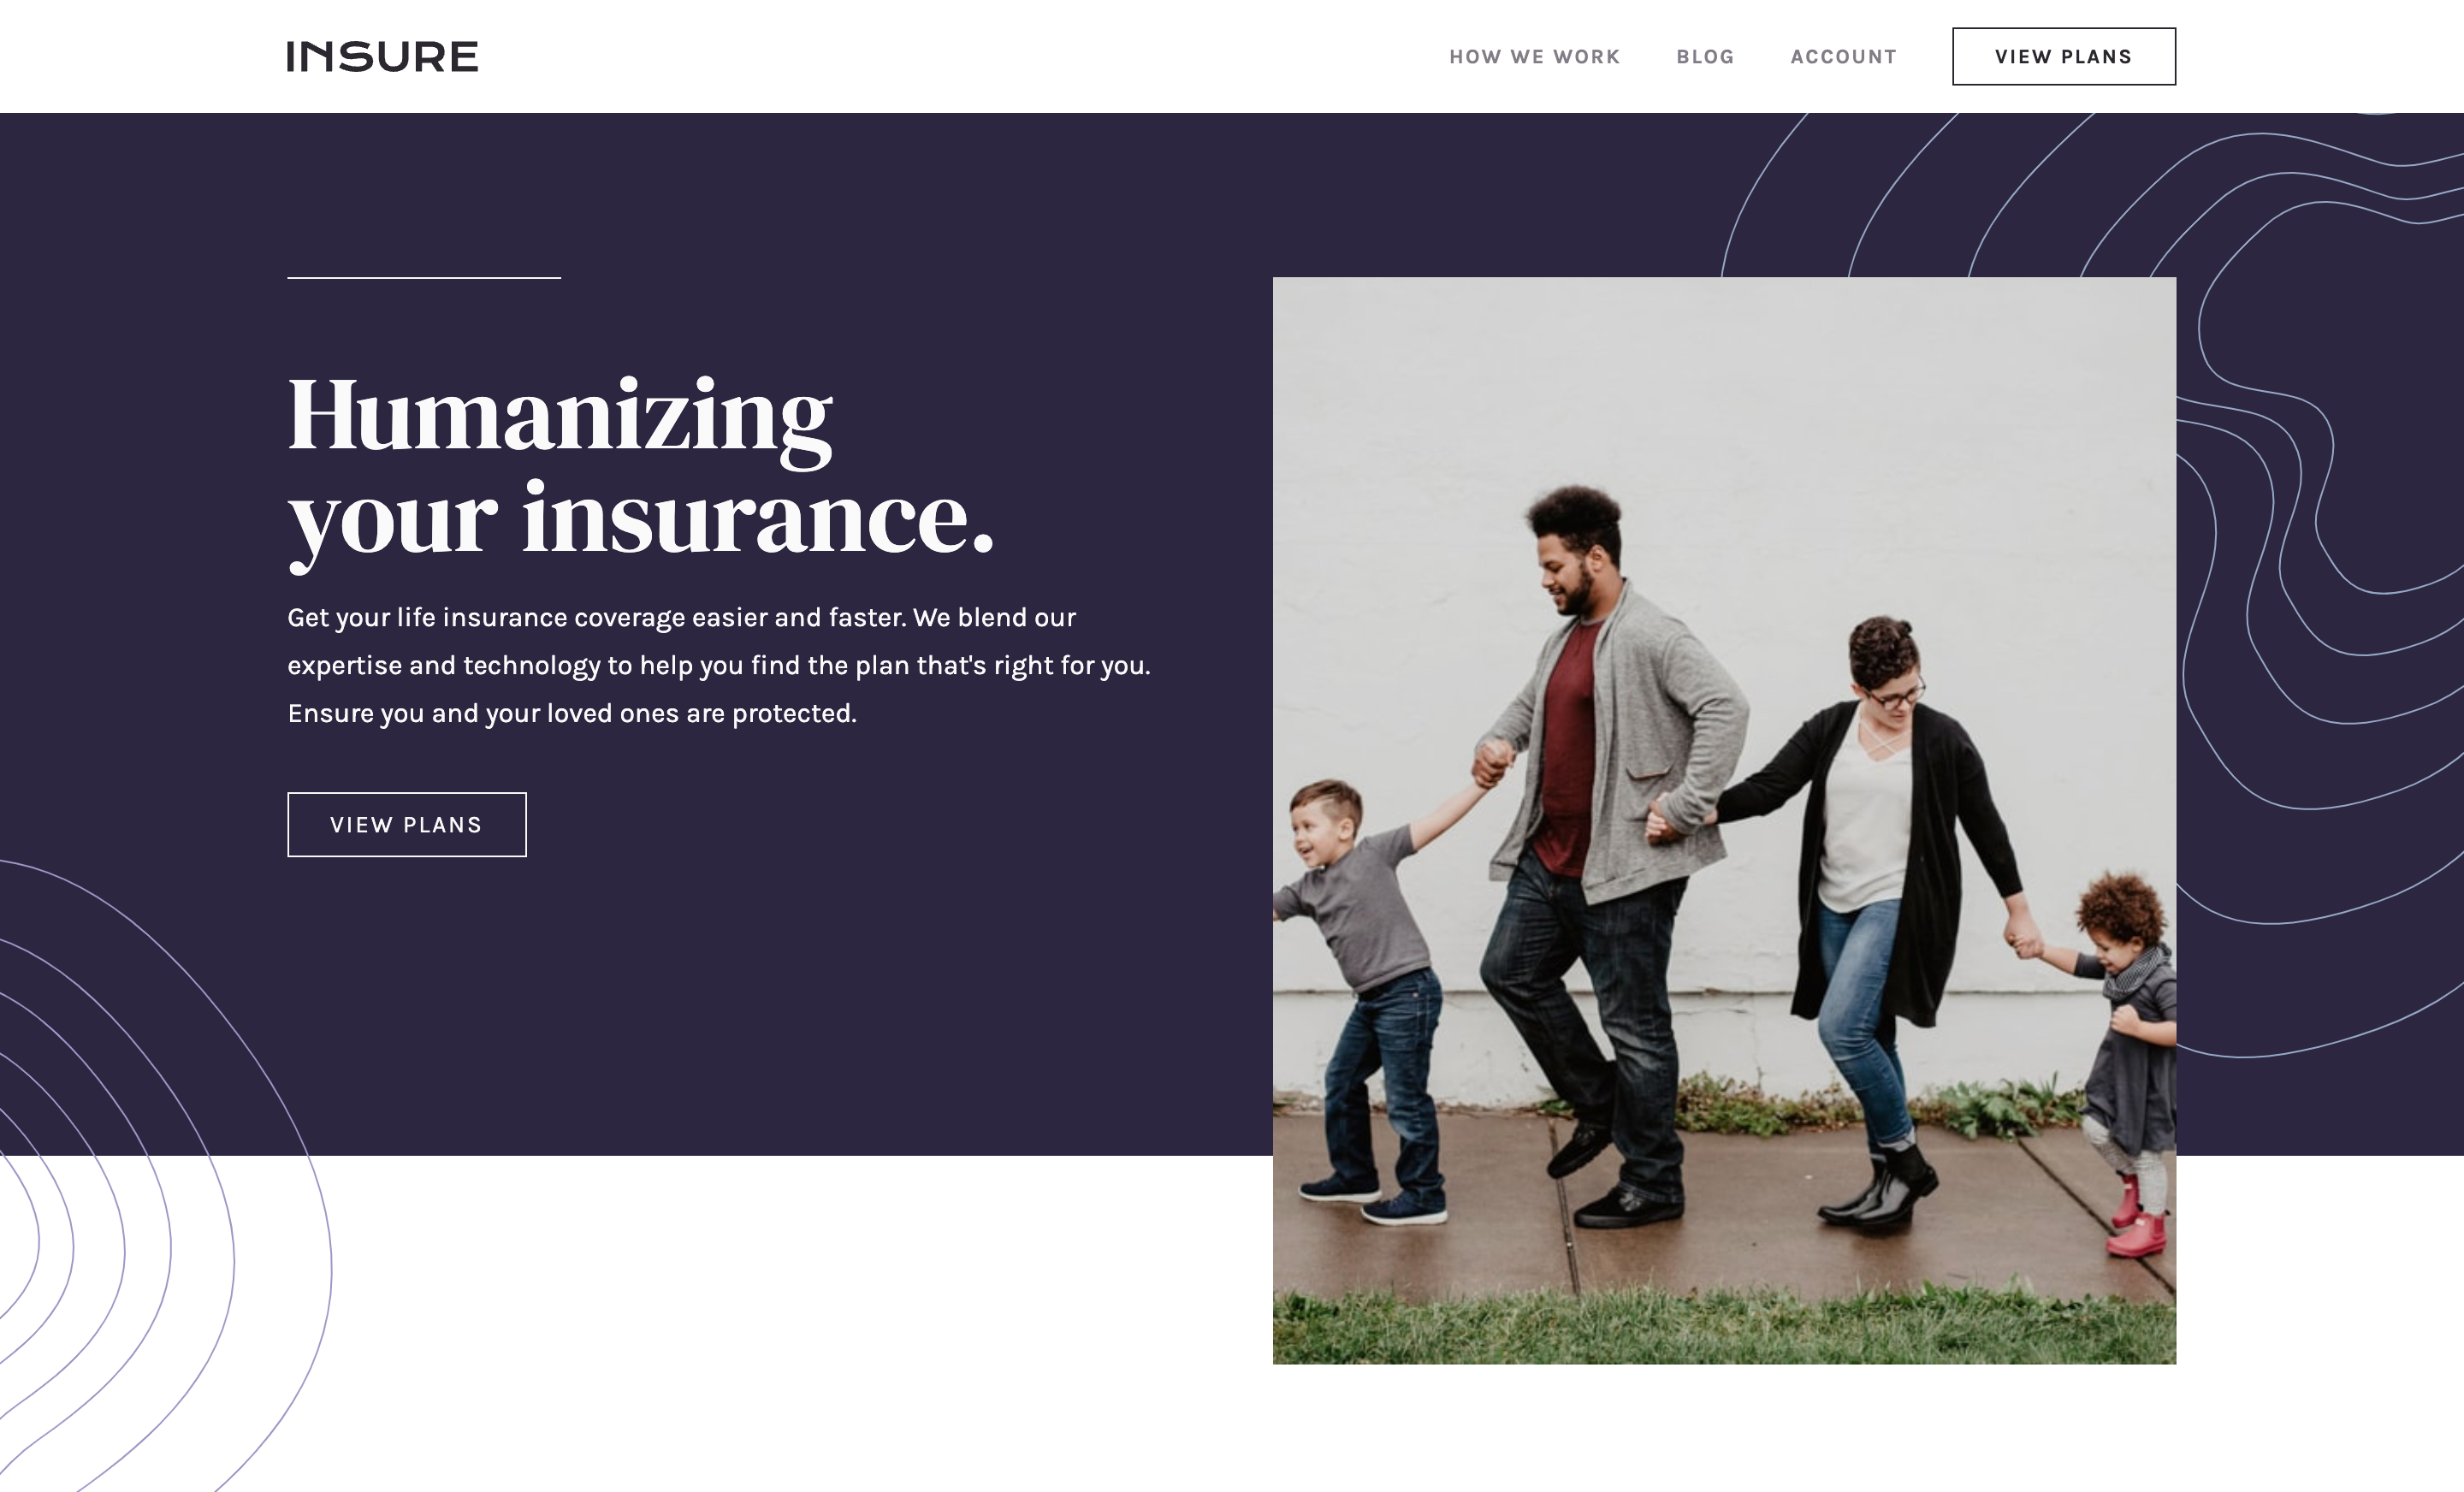 INSURE
HOW WE WORK
BLOG
ACCOUNT
VIEW PLANS
Humanizing
your insurance.
Get your life insurance coverage easier and faster. We blend our
expertise and technology to help you find the plan that's right for you.
Ensure you and your loved ones are protected.
VIEW PLANS